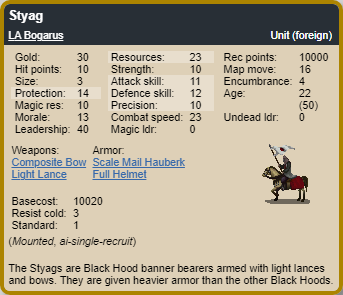 Styag
LA Bogarus Unit (foreign)
Gold: 30 Resources: 23 Rec points: 10000
Hit points: 10 Strength: 10 Map move: 16
Size: 3 Attack skill: 11 Encumbrance: 4
Protection: 14 Defence skill: 12 Age: 22
Magic res: 10 Precision: 10 (50)
Morale: 13 Combat speed: 23 Undead ldr: 0
Leadership: 40 Magic ldr: 0
Weapons: Armor:
Composite Bow Scale Mail Hauberk
Light Lance Full Helmet
Basecost: 10020
Resist cold: 3
Standard: 1
(Mounted, ai-single-recruit)
The Styags are Black Hood banner bearers armed with light lances
and bows. They are given heavier armor than the other Black Hoods.